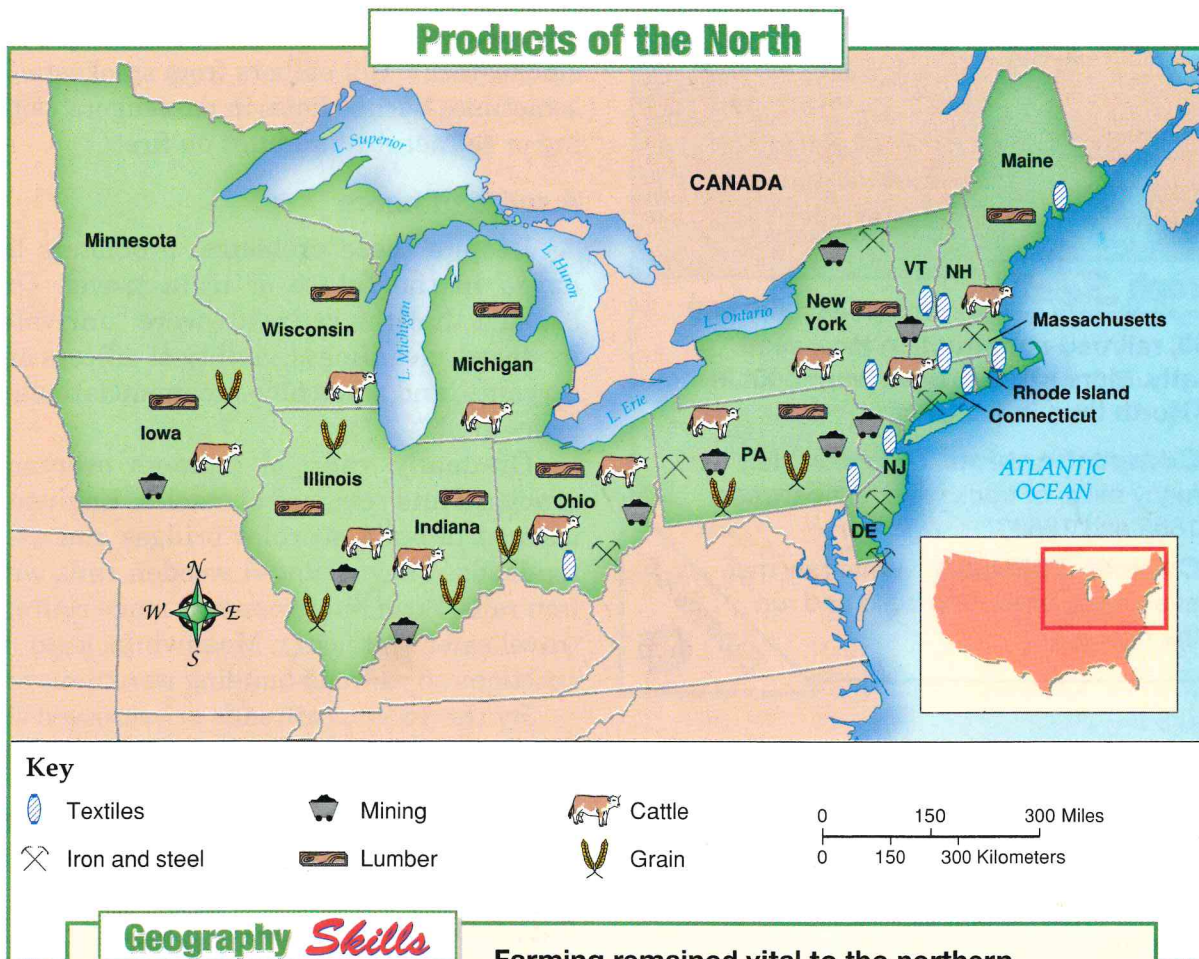 Products of the North
L. Superior
CANADA
Maine
Minnesota
L. Huron
VT
NH
L. Michigan
Wisconsin
Michigan
L. Ontario
New
York
Massachusetts
Rhode Island
Connecticut
L. Erie
Iowa
Illinois
Indiana
Ohio
PA
NJ
DE
ATLANTIC
OCEAN
N
W
E
S
Key
Textiles
Mining
Cattle
Iron and steel
Lumber
Grain
0 150 300 Miles
0 150 300 Kilometers
Geography Skills
Farming remained vital to the northern